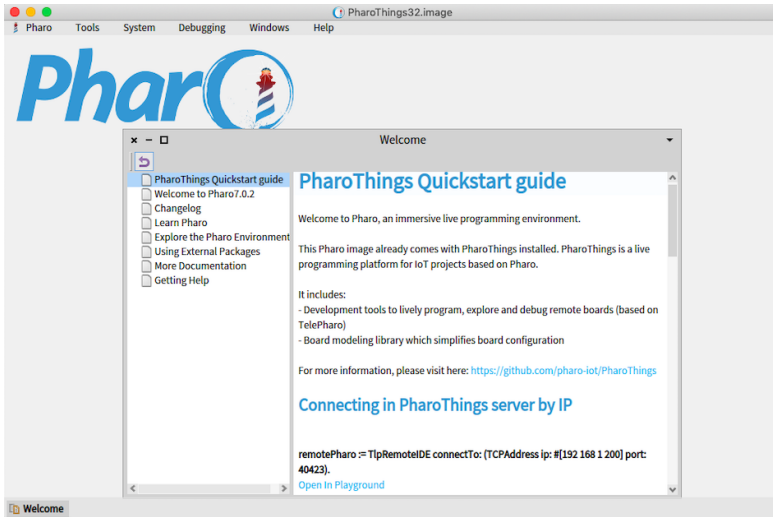 PharoThings32.image
Pharo Tools System Debugging Windows Help
Pharo
Welcome
PharoThings Quickstart guide
Welcome to Pharo7.0.2
Changelog
Learn Pharo
Explore the Pharo Environment
Using External Packages
More Documentation
Getting Help
PharoThings Quickstart guide
Welcome to Pharo, an immersive live programming environment.
This Pharo image already comes with PharoThings installed. PharoThings is a live
programming platform for IoT projects based on Pharo.
It includes:
- Development tools to lively program, explore and debug remote boards (based on
TelePharo)
- Board modeling library which simplifies board configuration
For more information, please visit here: https://github.com/pharo-iot/PharoThings
Connecting in PharoThings server by IP
remotePharo := TlpRemoteIDE connectTo: (TCPAddress ip: #[192 168 1 200] port:
40423).
Open In Playground
Welcome